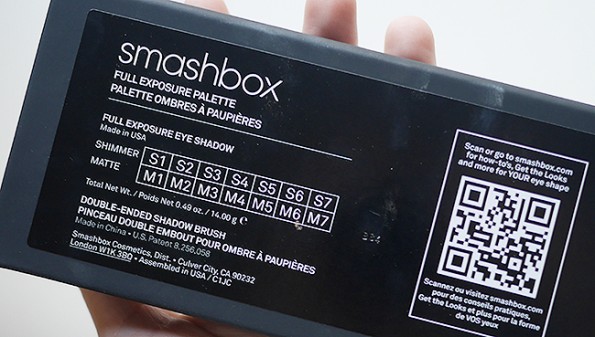 smashbox
FULL EXPOSURE PALETTE
PALETTE OMBRES À PAUPIÈRES
FULL EXPOSURE EYE SHADOW
Made in USA
SHIMMER S1 S2 S3 S4 S5 S6 S7
MATTE M1 M2 M3 M4 M5 M6 M7
Total Net Wt. / Poids Net 0.49 oz. / 14.00 g ℮
DOUBLE-ENDED SHADOW BRUSH
PINCEAU DOUBLE EMBOUT POUR OMBRE À PAUPIÈRES
Made in China • U.S. Patent 8,256,058
Smashbox Cosmetics, Dist. • Culver City, CA 90232
London W1K 3BQ • Assembled in USA / C1JC
Scan or go to smashbox.com
for how-to's, Get the Looks
and more for YOUR eye shape
Scannez ou visitez smashbox.com
pour des conseils pratiques,
Get the Looks et plus pour la forme
de VOS yeux